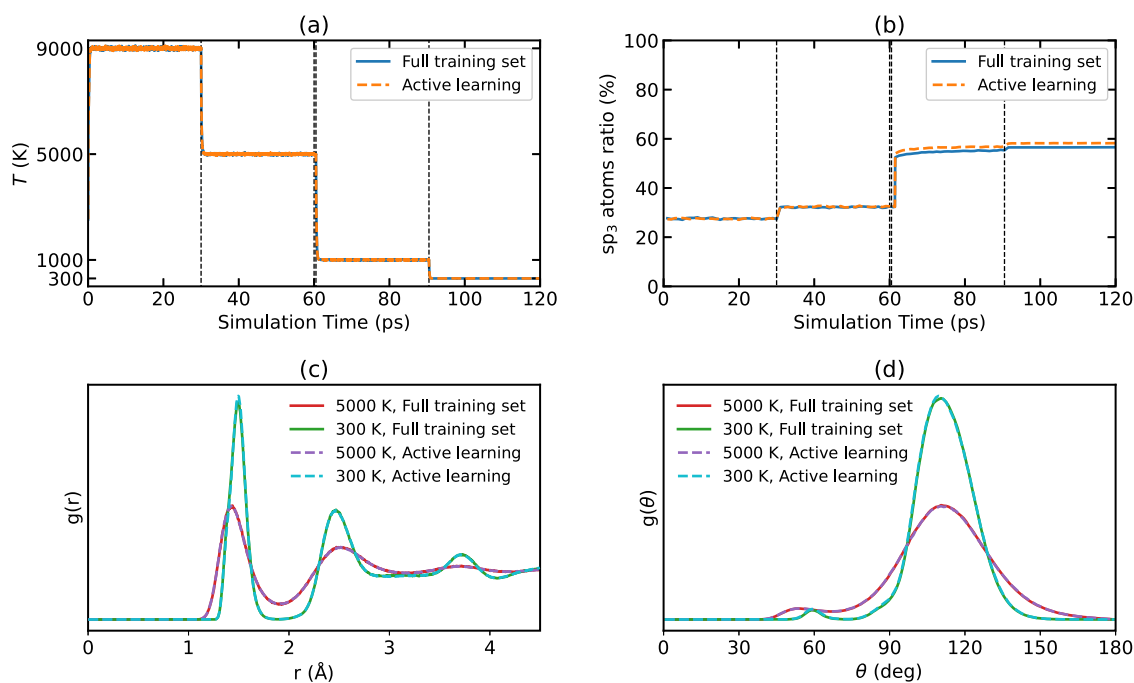 (a)
9000
5000
1000
300
T (K)
Full training set
Active learning
0 20 40 60 80 100 120
Simulation Time (ps)
(b)
100
80
60
40
20
0
sp₃ atoms ratio (%)
Full training set
Active learning
0 20 40 60 80 100 120
Simulation Time (ps)
(c)
g(r)
5000 K, Full training set
300 K, Full training set
5000 K, Active learning
300 K, Active learning
0 1 2 3 4
r (Å)
(d)
g(θ)
5000 K, Full training set
300 K, Full training set
5000 K, Active learning
300 K, Active learning
0 30 60 90 120 150 180
θ (deg)